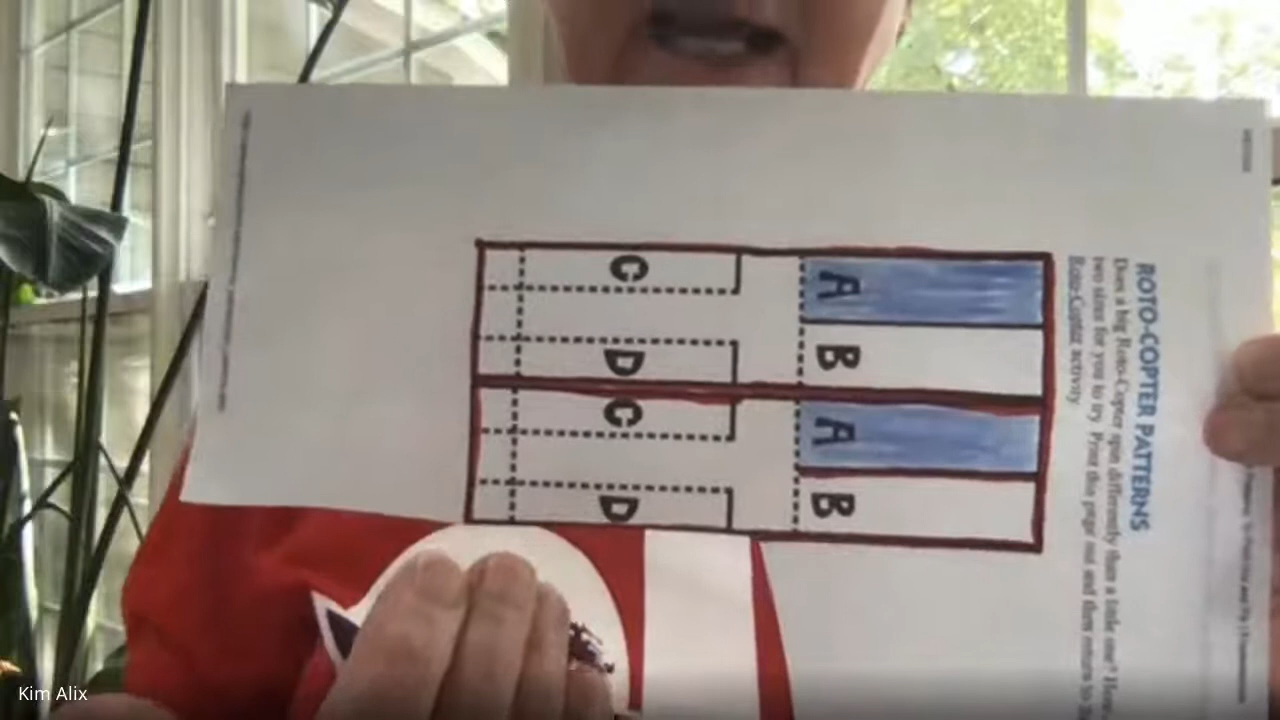 ROTO-COPTER PATTERNS
Does a big Roto-Copter spin differently than a little one? Here
two sizes for you to try. Print this page out and then return to
Roto-Copter activity.
A B A B
C D C D
Kim Alix